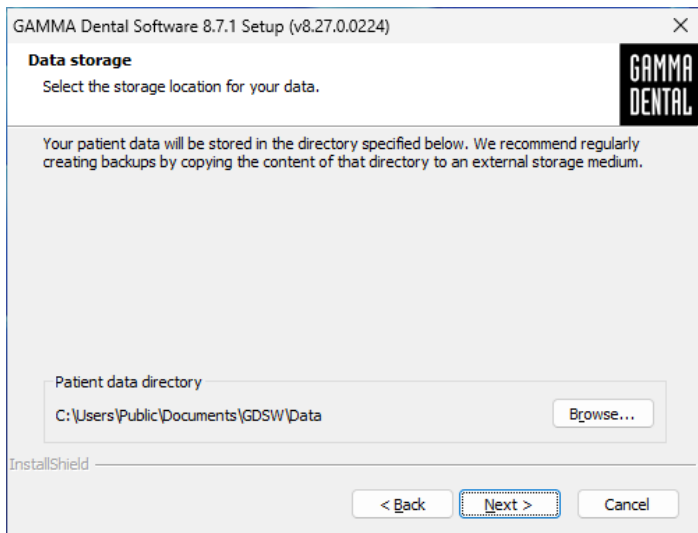 GAMMA Dental Software 8.7.1 Setup (v8.27.0.0224)
Data storage
Select the storage location for your data.
GAMMA
DENTAL
Your patient data will be stored in the directory specified below. We recommend regularly
creating backups by copying the content of that directory to an external storage medium.
Patient data directory
C:\Users\Public\Documents\GDSW\Data
Browse...
InstallShield
< Back
Next >
Cancel